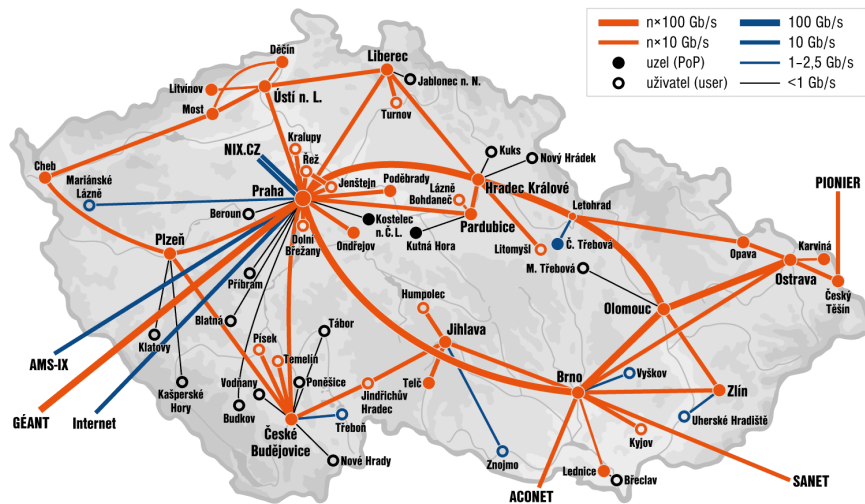 n×100 Gb/s
100 Gb/s
n×10 Gb/s
10 Gb/s
uzel (PoP)
1–2,5 Gb/s
uživatel (user)
<1 Gb/s
Děčín
Liberec
Litvínov
Jablonec n. N.
Ústí n. L.
Most
Turnov
Kralupy
NIX.CZ
Řež
Kuks
Nový Hrádek
Cheb
Mariánské
Lázně
Praha
Jenštejn
Poděbrady
Lázně
Bohdaneč
Hradec Králové
PIONIER
Beroun
Kostelec
n. Č. L.
Pardubice
Letohrad
Plzeň
Dolní
Břežany
Ondřejov
Kutná Hora
Litomyšl
Č. Třebová
Opava
Karviná
M. Třebová
Ostrava
Příbram
Český
Těšín
Humpolec
Olomouc
Blatná
Tábor
Klatovy
Písek
Jihlava
AMS-IX
Temelín
Vyškov
Kašperské
Hory
Vodňany
Poněšice
Telč
Brno
Zlín
Jindřichův
Hradec
GÉANT
Internet
Budkov
Třeboň
Uherské Hradiště
České
Budějovice
Kyjov
Nové Hrady
Znojmo
Lednice
Břeclav
SANET
ACONET